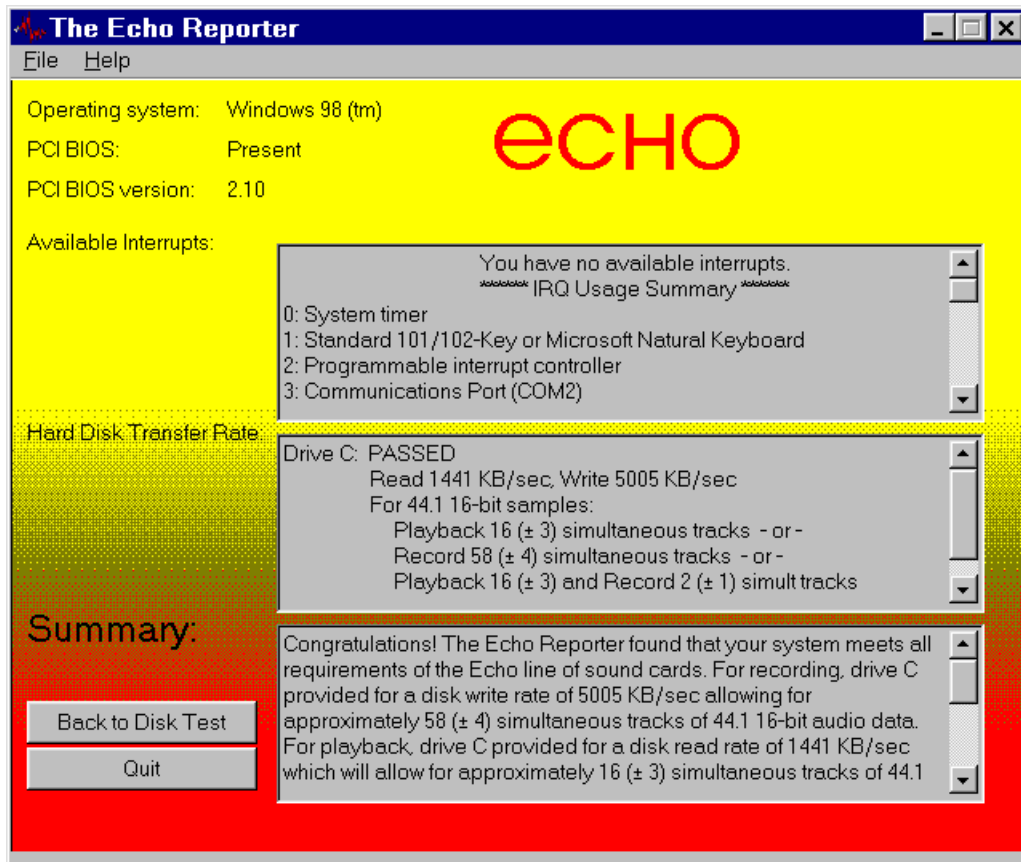 The Echo Reporter
File Help
Operating system: Windows 98 (tm)
PCI BIOS: Present
PCI BIOS version: 2.10
eCHO
Available Interrupts:
You have no available interrupts.
******* IRQ Usage Summary *******
0: System timer
1: Standard 101/102-Key or Microsoft Natural Keyboard
2: Programmable interrupt controller
3: Communications Port (COM2)
Hard Disk Transfer Rate:
Drive C: PASSED
Read 1441 KB/sec, Write 5005 KB/sec
For 44.1 16-bit samples:
Playback 16 (± 3) simultaneous tracks - or -
Record 58 (± 4) simultaneous tracks - or -
Playback 16 (± 3) and Record 2 (± 1) simult tracks
Summary:
Congratulations! The Echo Reporter found that your system meets all
requirements of the Echo line of sound cards. For recording, drive C
provided for a disk write rate of 5005 KB/sec allowing for
approximately 58 (± 4) simultaneous tracks of 44.1 16-bit audio data.
For playback, drive C provided for a disk read rate of 1441 KB/sec
which will allow for approximately 16 (± 3) simultaneous tracks of 44.1
Back to Disk Test
Quit